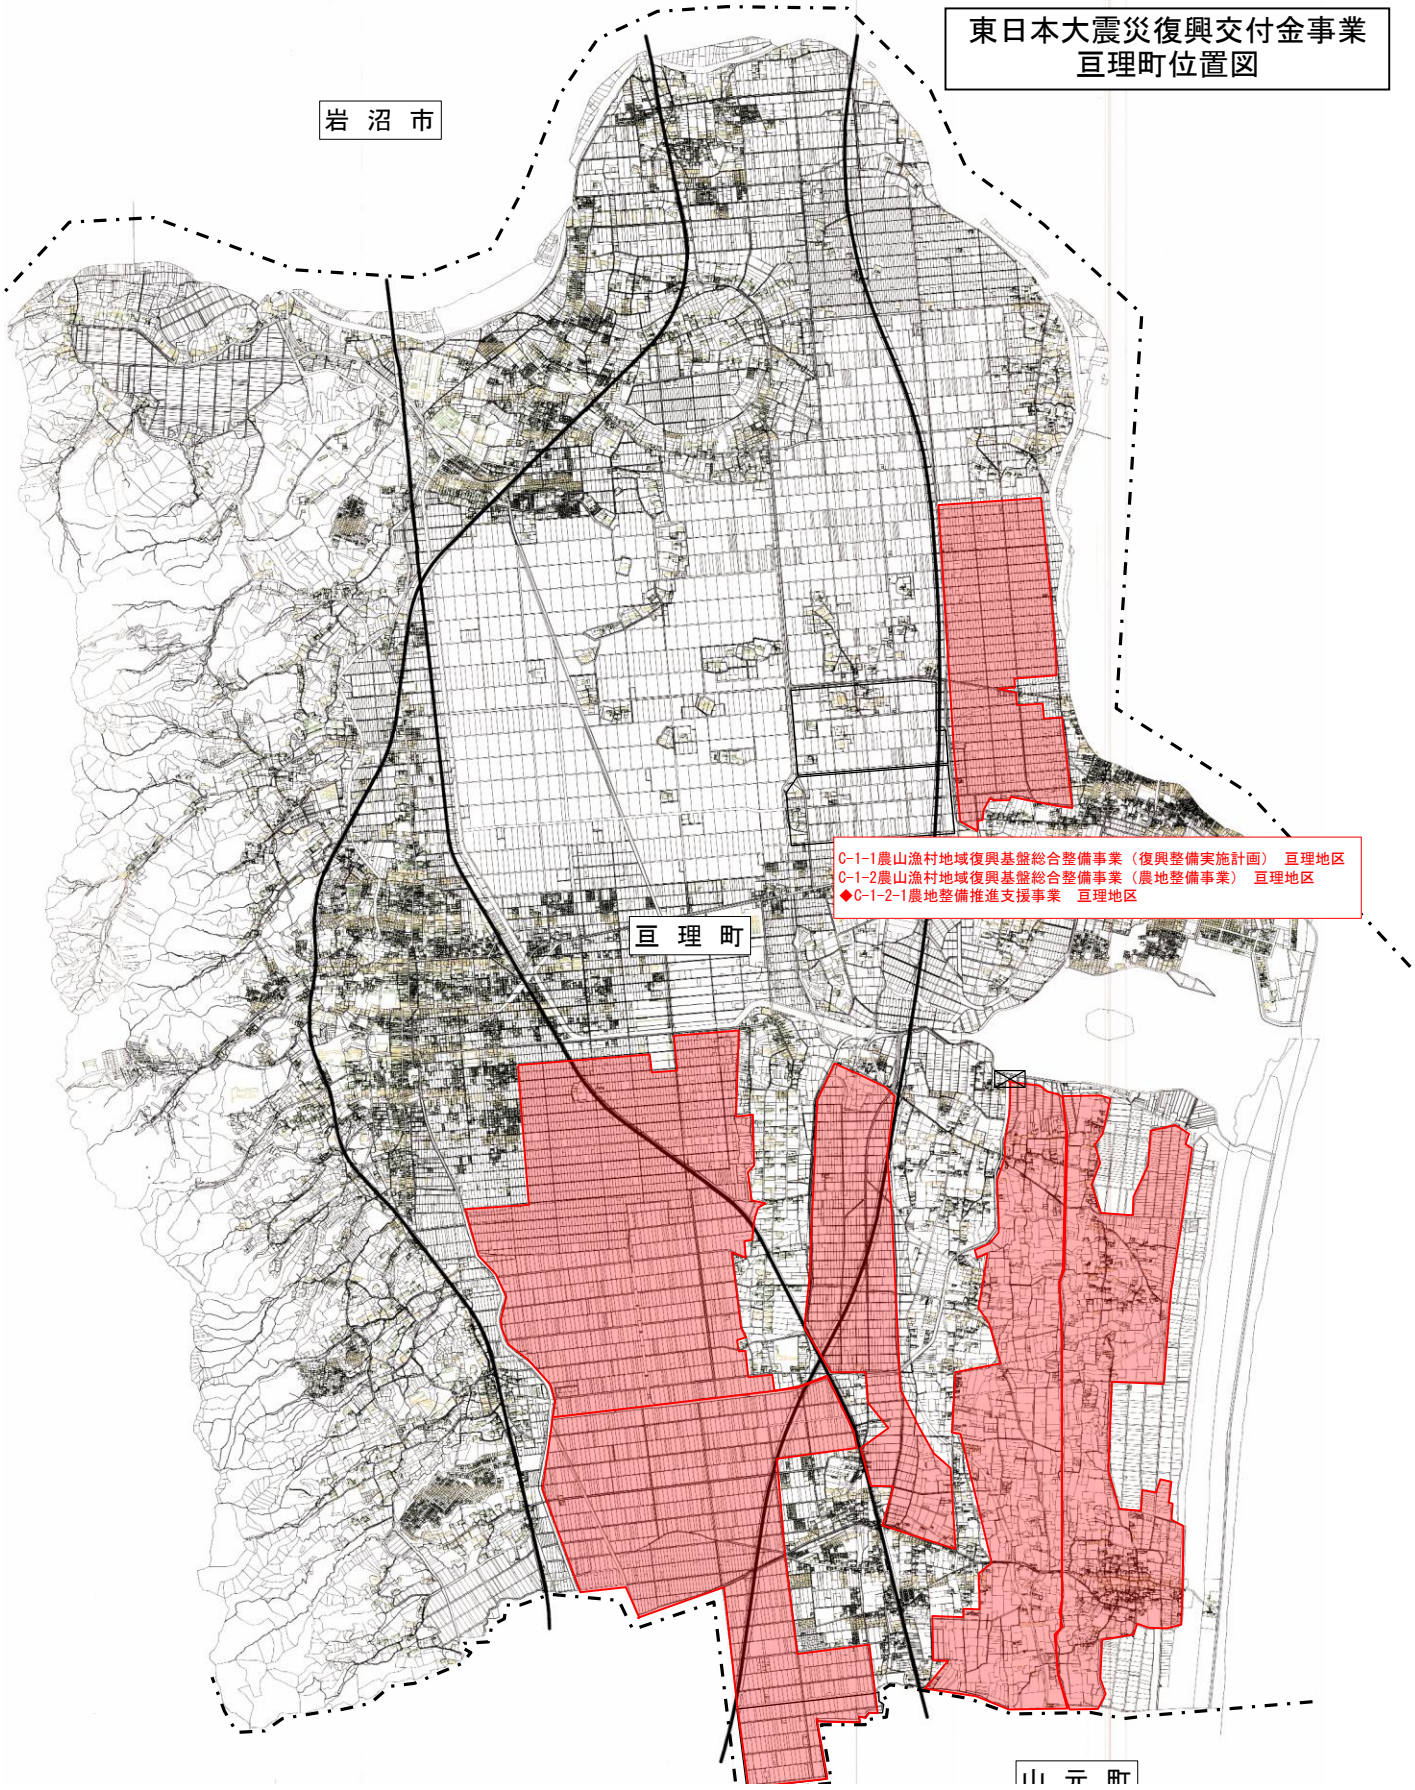 東日本大震災復興交付金事業
亘理町位置図
岩沼市
C-1-1農山漁村地域復興基盤総合整備事業（復興整備実施計画）　亘理地区
C-1-2農山漁村地域復興基盤総合整備事業（農地整備事業）　亘理地区
◆C-1-2-1農地整備推進支援事業　亘理地区
亘理町
山元町